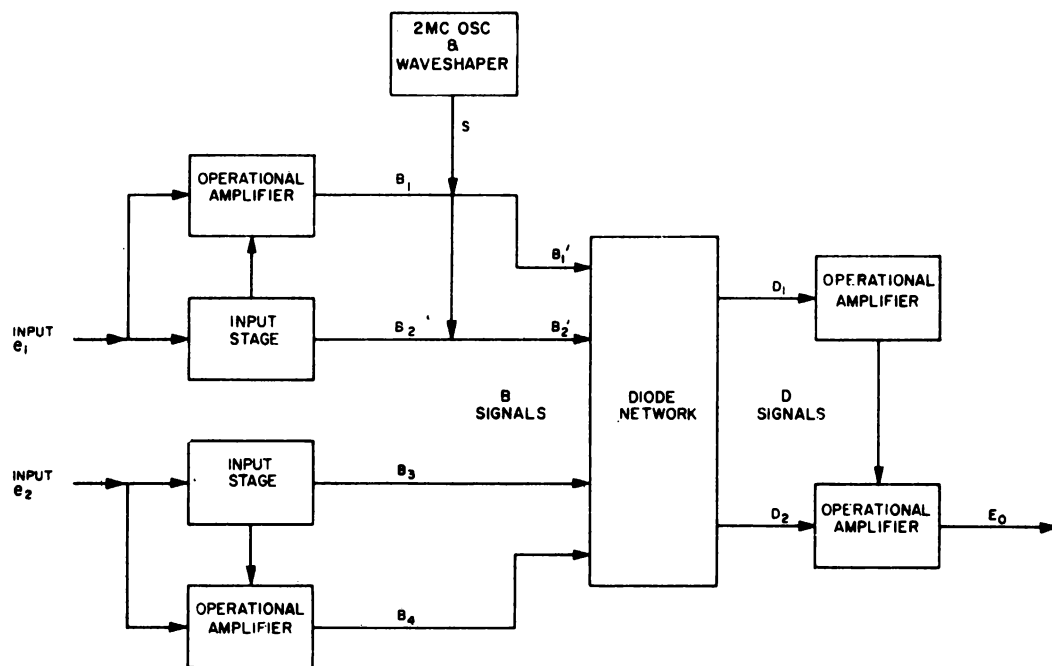 2MC OSC
&
WAVESHAPER
S
OPERATIONAL
AMPLIFIER
B1
B1'
D1
OPERATIONAL
AMPLIFIER
INPUT
e1
INPUT
STAGE
B2'
B2'
B
SIGNALS
DIODE
NETWORK
D
SIGNALS
INPUT
e2
INPUT
STAGE
B3
D2
OPERATIONAL
AMPLIFIER
E0
OPERATIONAL
AMPLIFIER
B4